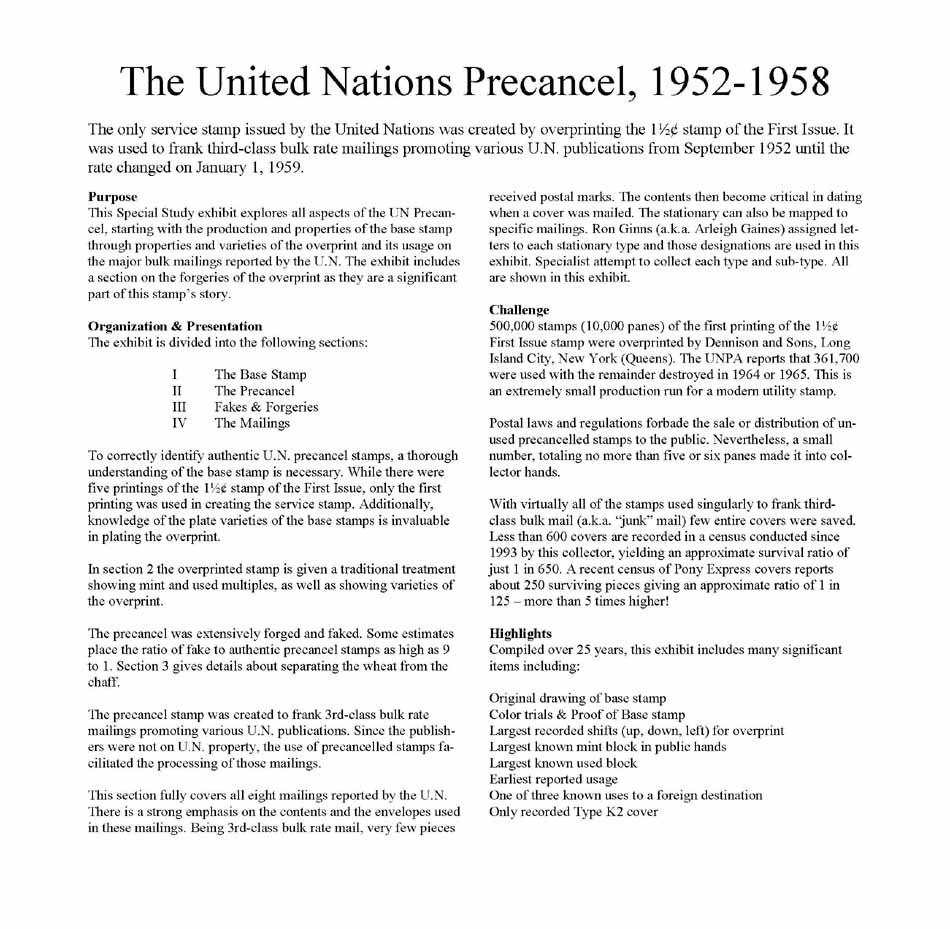 The United Nations Precancel, 1952-1958
The only service stamp issued by the United Nations was created by overprinting the 1½¢ stamp of the First Issue. It
was used to frank third-class bulk rate mailings promoting various U.N. publications from September 1952 until the
rate changed on January 1, 1959.
Purpose
This Special Study exhibit explores all aspects of the UN Precan-
cel, starting with the production and properties of the base stamp
through properties and varieties of the overprint and its usage on
the major bulk mailings reported by the U.N. The exhibit includes
a section on the forgeries of the overprint as they are a significant
part of this stamp's story.
Organization & Presentation
The exhibit is divided into the following sections:
I The Base Stamp
II The Precancel
III Fakes & Forgeries
IV The Mailings
To correctly identify authentic U.N. precancel stamps, a thorough
understanding of the base stamp is necessary. While there were
five printings of the 1½¢ stamp of the First Issue, only the first
printing was used in creating the service stamp. Additionally,
knowledge of the plate varieties of the base stamps is invaluable
in plating the overprint.
In section 2 the overprinted stamp is given a traditional treatment
showing mint and used multiples, as well as showing varieties of
the overprint.
The precancel was extensively forged and faked. Some estimates
place the ratio of fake to authentic precancel stamps as high as 9
to 1. Section 3 gives details about separating the wheat from the
chaff.
The precancel stamp was created to frank 3rd-class bulk rate
mailings promoting various U.N. publications. Since the publish-
ers were not on U.N. property, the use of precancelled stamps fa-
cilitated the processing of those mailings.
This section fully covers all eight mailings reported by the U.N.
There is a strong emphasis on the contents and the envelopes used
in these mailings. Being 3rd-class bulk rate mail, very few pieces
received postal marks. The contents then become critical in dating
when a cover was mailed. The stationary can also be mapped to
specific mailings. Ron Ginns (a.k.a. Arleigh Gaines) assigned let-
ters to each stationary type and those designations are used in this
exhibit. Specialist attempt to collect each type and sub-type. All
are shown in this exhibit.
Challenge
500,000 stamps (10,000 panes) of the first printing of the 1½¢
First Issue stamp were overprinted by Dennison and Sons, Long
Island City, New York (Queens). The UNPA reports that 361,700
were used with the remainder destroyed in 1964 or 1965. This is
an extremely small production run for a modern utility stamp.
Postal laws and regulations forbade the sale or distribution of un-
used precancelled stamps to the public. Nevertheless, a small
number, totaling no more than five or six panes made it into col-
lector hands.
With virtually all of the stamps used singularly to frank third-
class bulk mail (a.k.a. "junk" mail) few entire covers were saved.
Less than 600 covers are recorded in a census conducted since
1993 by this collector, yielding an approximate survival ratio of
just 1 in 650. A recent census of Pony Express covers reports
about 250 surviving pieces giving an approximate ratio of 1 in
125 – more than 5 times higher!
Highlights
Compiled over 25 years, this exhibit includes many significant
items including:
Original drawing of base stamp
Color trials & Proof of Base stamp
Largest recorded shifts (up, down, left) for overprint
Largest known mint block in public hands
Largest known used block
Earliest reported usage
One of three known uses to a foreign destination
Only recorded Type K2 cover